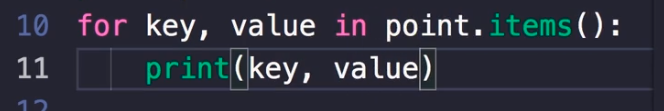 10 for key, value in point.items():
11     print(key, value)
12